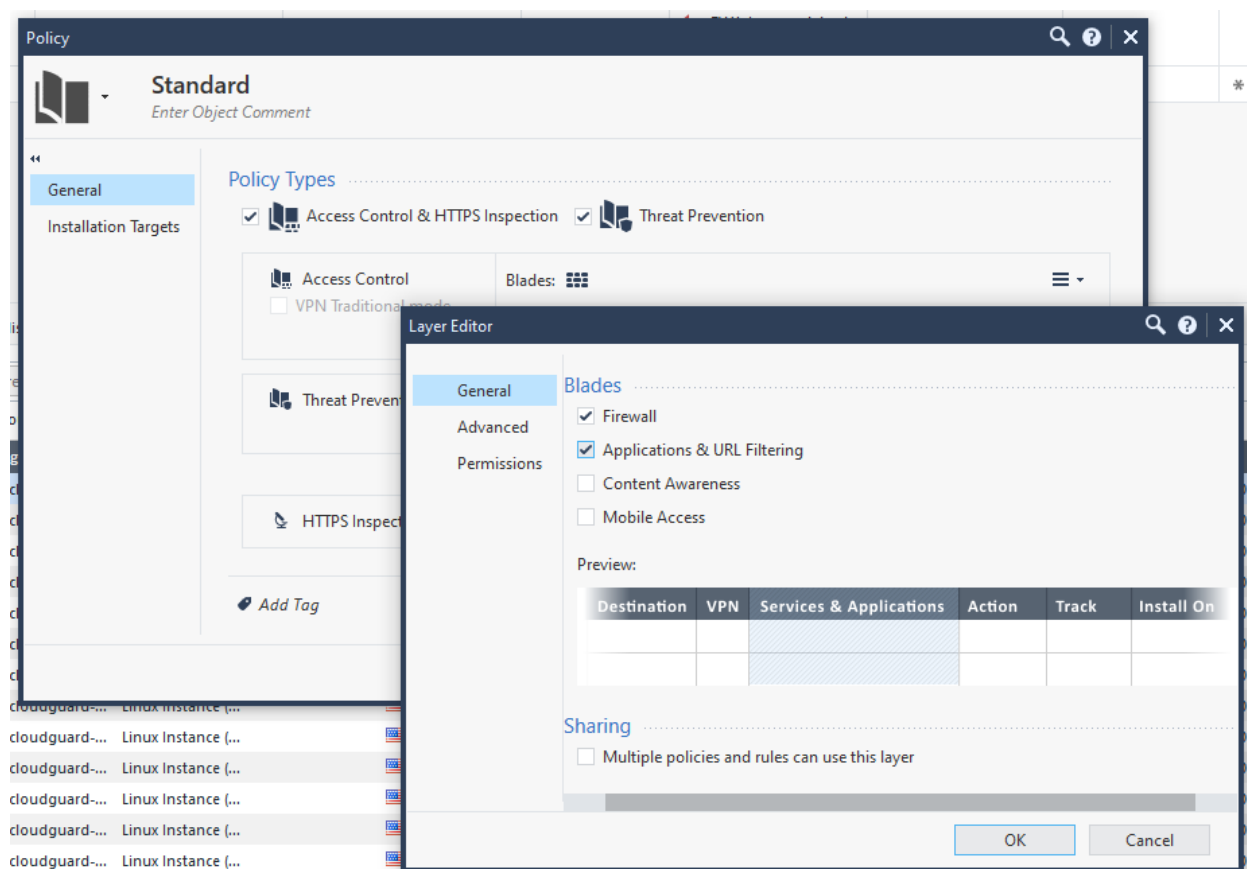 Policy
Standard
Enter Object Comment
General
Installation Targets
Policy Types
Access Control & HTTPS Inspection
Threat Prevention
Access Control
Blades:
VPN Traditional mode
Threat Preven
HTTPS Inspect
Add Tag
Layer Editor
General
Advanced
Permissions
Blades
Firewall
Applications & URL Filtering
Content Awareness
Mobile Access
Preview:
Destination VPN Services & Applications Action Track Install On
Sharing
Multiple policies and rules can use this layer
OK Cancel
cloudguard-... Linux Instance (...
cloudguard-... Linux Instance (...
cloudguard-... Linux Instance (...
cloudguard-... Linux Instance (...
cloudguard-... Linux Instance (...
cloudguard-... Linux Instance (...